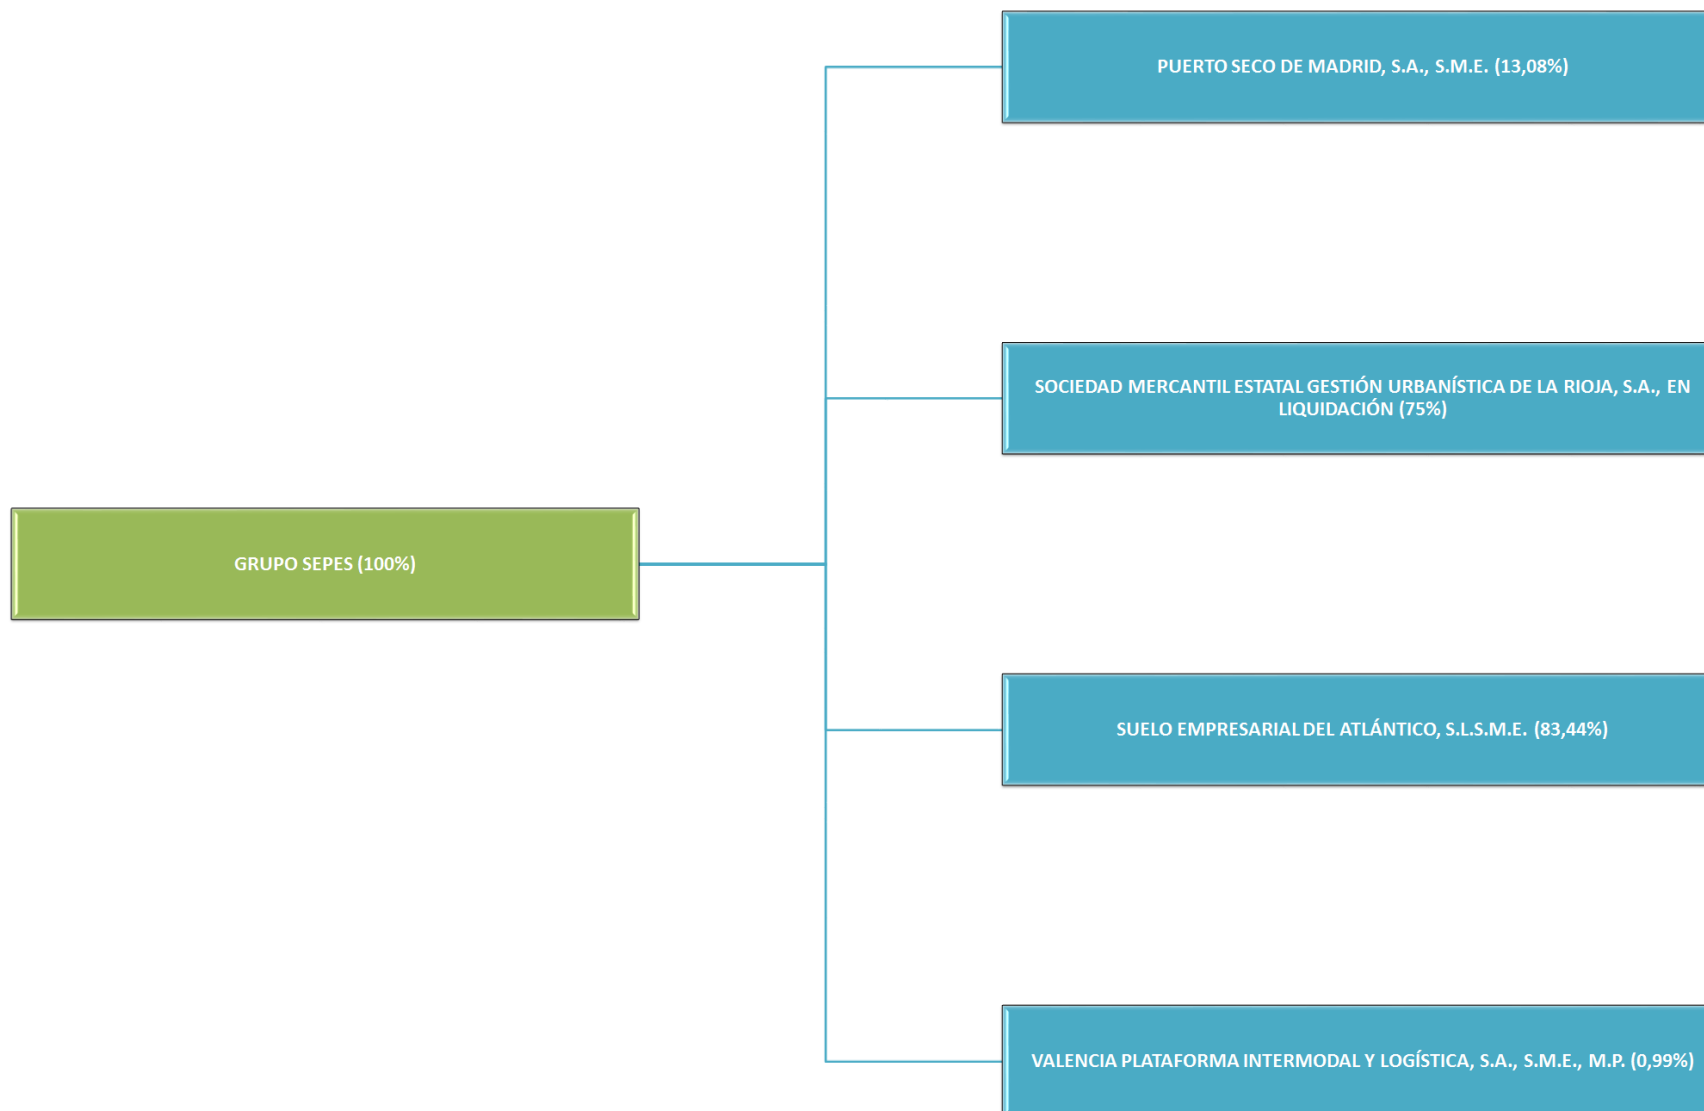 PUERTO SECO DE MADRID, S.A., S.M.E. (13,08%)
SOCIEDAD MERCANTIL ESTATAL GESTIÓN URBANÍSTICA DE LA RIOJA, S.A., EN
LIQUIDACIÓN (75%)
GRUPO SEPES (100%)
SUELO EMPRESARIAL DEL ATLÁNTICO, S.L.S.M.E. (83,44%)
VALENCIA PLATAFORMA INTERMODAL Y LOGÍSTICA, S.A., S.M.E., M.P. (0,99%)